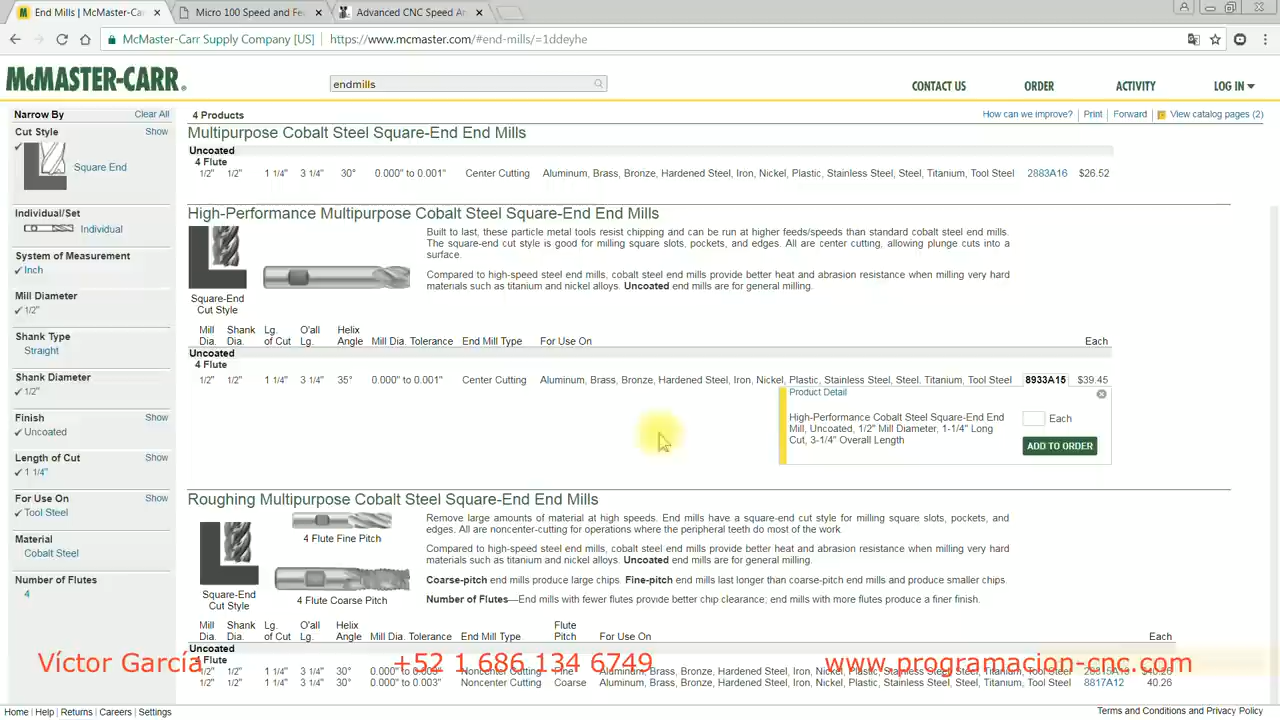 End Mills | McMaster-Car
Micro 100 Speed and Fe
Advanced CNC Speed A
McMaster-Carr Supply Company [US]
https://www.mcmaster.com/#end-mills/=1ddeyhe
McMASTER-CARR
endmills
CONTACT US
ORDER
ACTIVITY
LOG IN
Narrow By
Clear All
Cut Style
Show
Square End
Individual/Set
Individual
System of Measurement
Inch
Mill Diameter
1/2"
Shank Type
Straight
Shank Diameter
1/2"
Finish
Show
Uncoated
Length of Cut
Show
1 1/4"
For Use On
Show
Tool Steel
Material
Cobalt Steel
Number of Flutes
4
4 Products
How can we improve?
Print
Forward
View catalog pages (2)
Multipurpose Cobalt Steel Square-End End Mills
Uncoated
4 Flute
1/2" 1/2" 1 1/4" 3 1/4" 30° 0.000" to 0.001" Center Cutting Aluminum, Brass, Bronze, Hardened Steel, Iron, Nickel, Plastic, Stainless Steel, Steel, Titanium, Tool Steel 2883A16 $26.52
High-Performance Multipurpose Cobalt Steel Square-End End Mills
Built to last, these particle metal tools resist chipping and can be run at higher feeds/speeds than standard cobalt steel end mills.
The square-end cut style is good for milling square slots, pockets, and edges. All are center cutting, allowing plunge cuts into a
surface.
Compared to high-speed steel end mills, cobalt steel end mills provide better heat and abrasion resistance when milling very hard
materials such as titanium and nickel alloys. Uncoated end mills are for general milling.
Square-End
Cut Style
Mill Dia. Shank Dia. Lg. of Cut O'all Lg. Helix Angle Mill Dia. Tolerance End Mill Type For Use On Each
Uncoated
4 Flute
1/2" 1/2" 1 1/4" 3 1/4" 35° 0.000" to 0.001" Center Cutting Aluminum, Brass, Bronze, Hardened Steel, Iron, Nickel, Plastic, Stainless Steel, Steel, Titanium, Tool Steel 8933A15 $39.45
Product Detail
High-Performance Cobalt Steel Square-End End
Mill, Uncoated, 1/2" Mill Diameter, 1-1/4" Long
Cut, 3-1/4" Overall Length
Each
ADD TO ORDER
Roughing Multipurpose Cobalt Steel Square-End End Mills
4 Flute Fine Pitch
4 Flute Coarse Pitch
Square-End
Cut Style
Remove large amounts of material at high speeds. End mills have a square-end cut style for milling square slots, pockets, and
edges. All are noncenter-cutting for operations where the peripheral teeth do most of the work.
Compared to high-speed steel end mills, cobalt steel end mills provide better heat and abrasion resistance when milling very hard
materials such as titanium and nickel alloys. Uncoated end mills are for general milling.
Coarse-pitch end mills produce large chips. Fine-pitch end mills last longer than coarse-pitch end mills and produce smaller chips.
Number of Flutes—End mills with fewer flutes provide better chip clearance; end mills with more flutes produce a finer finish.
Mill Dia. Shank Dia. Lg. of Cut O'all Lg. Helix Angle Mill Dia. Tolerance End Mill Type Flute Pitch For Use On Each
Uncoated
4 Flute
Víctor García +52 1 686 134 6749 www.programacion-cnc.com
1/2" 1/2" 1 1/4" 3 1/4" 30° 0.000" to 0.003" Noncenter Cutting Coarse Aluminum, Brass, Bronze, Hardened Steel, Iron, Nickel, Plastic, Stainless Steel, Steel, Titanium, Tool Steel 8817A12 40.26
Home | Help | Returns | Careers | Settings
Terms and Conditions and Privacy Policy